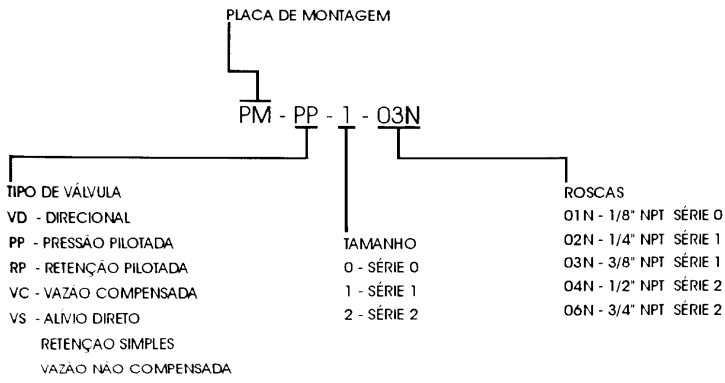 PLACA DE MONTAGEM
PM - PP - 1 - 03N
TIPO DE VÁLVULA
VD - DIRECIONAL
PP - PRESSÃO PILOTADA
RP - RETENÇÃO PILOTADA
VC - VAZÃO COMPENSADA
VS - ALÍVIO DIRETO
RETENÇÃO SIMPLES
VAZÃO NÃO COMPENSADA
TAMANHO
0 - SÉRIE 0
1 - SÉRIE 1
2 - SÉRIE 2
ROSCAS
01N - 1/8" NPT SÉRIE 0
02N - 1/4" NPT SÉRIE 1
03N - 3/8" NPT SÉRIE 1
04N - 1/2" NPT SÉRIE 2
06N - 3/4" NPT SÉRIE 2